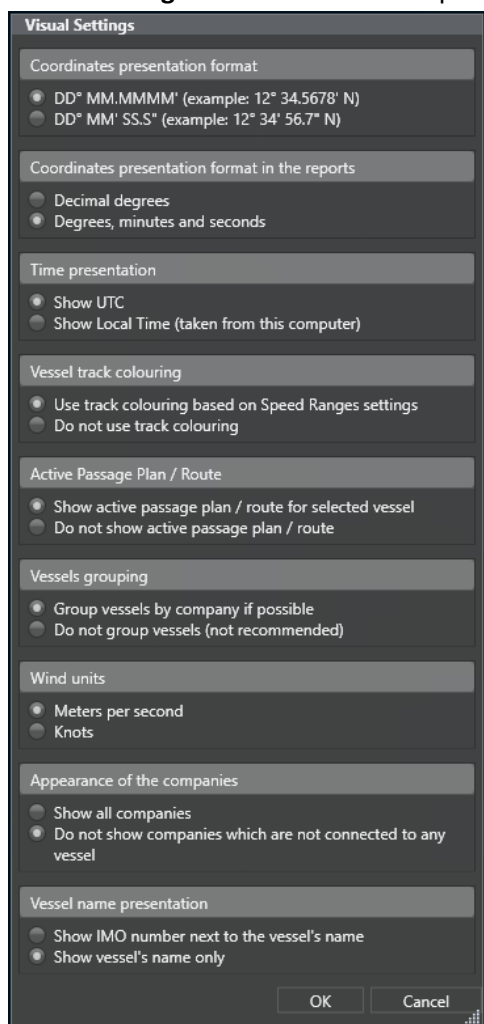 Visual Settings
Coordinates presentation format
DD° MM.MMMM' (example: 12° 34.5678' N)
DD° MM' SS.S" (example: 12° 34' 56.7" N)
Coordinates presentation format in the reports
Decimal degrees
Degrees, minutes and seconds
Time presentation
Show UTC
Show Local Time (taken from this computer)
Vessel track colouring
Use track colouring based on Speed Ranges settings
Do not use track colouring
Active Passage Plan / Route
Show active passage plan / route for selected vessel
Do not show active passage plan / route
Vessels grouping
Group vessels by company if possible
Do not group vessels (not recommended)
Wind units
Meters per second
Knots
Appearance of the companies
Show all companies
Do not show companies which are not connected to any
vessel
Vessel name presentation
Show IMO number next to the vessel's name
Show vessel's name only
OK Cancel